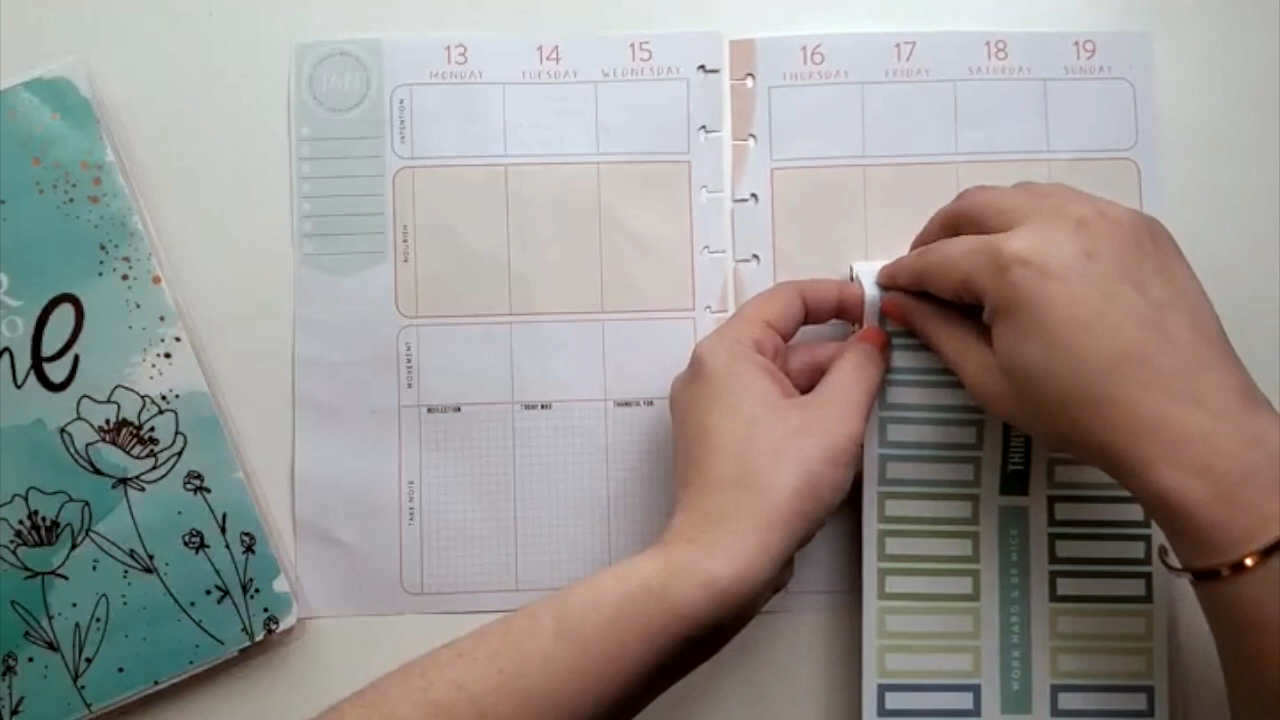 13 14 15 16 17 18 19
MONDAY TUESDAY WEDNESDAY THURSDAY FRIDAY SATURDAY SUNDAY
JAN
INTENTION
NOURISH
MOVEMENT
REFLECTION TODAY WAS THANKFUL FOR
TAKE NOTE
WORK HARD & BE NICE